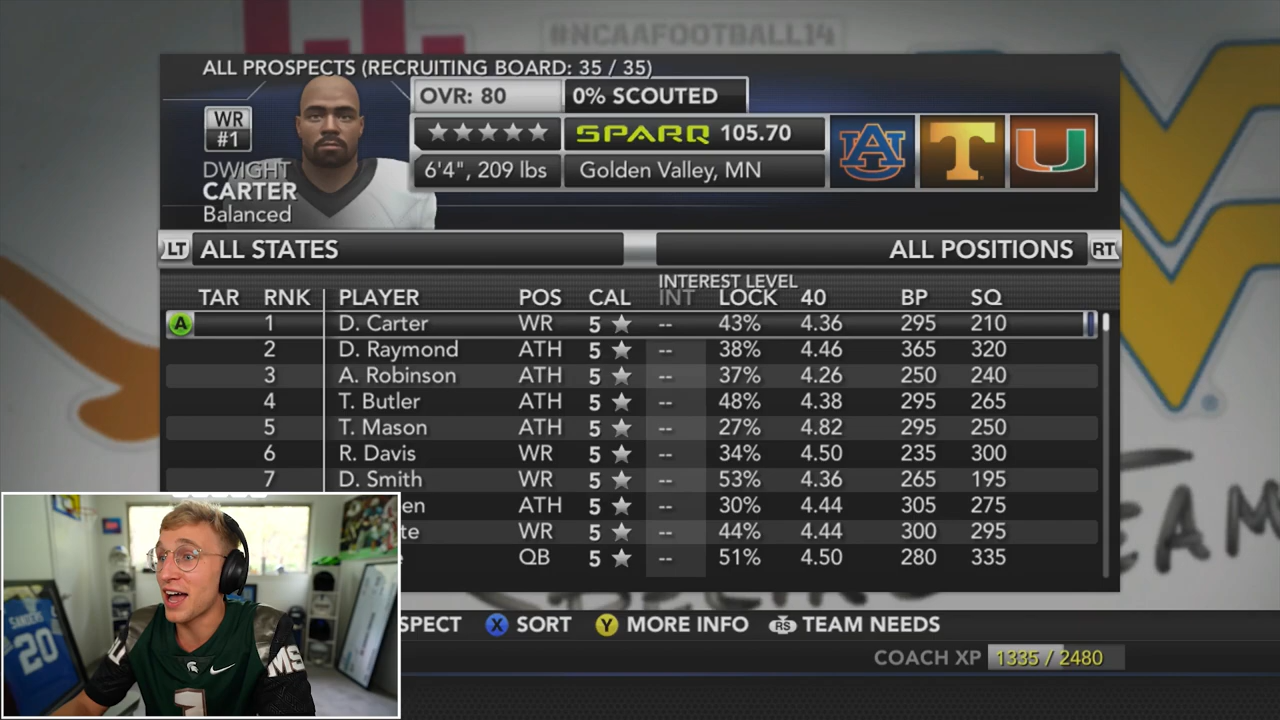 #NCAAFOOTBALL14
ALL PROSPECTS (RECRUITING BOARD: 35 / 35)
WR
#1
DWIGHT
CARTER
Balanced
OVR: 80
0% SCOUTED
SPARQ 105.70
6'4", 209 lbs
Golden Valley, MN
LT ALL STATES
ALL POSITIONS RT
INTEREST LEVEL
TAR RNK PLAYER POS CAL INT LOCK 40 BP SQ
A 1 D. Carter WR 5 -- 43% 4.36 295 210
2 D. Raymond ATH 5 -- 38% 4.46 365 320
3 A. Robinson ATH 5 -- 37% 4.26 250 240
4 T. Butler ATH 5 -- 48% 4.38 295 265
5 T. Mason ATH 5 -- 27% 4.82 295 250
6 R. Davis WR 5 -- 34% 4.50 235 300
7 D. Smith WR 5 -- 53% 4.36 265 195
en ATH 5 -- 30% 4.44 305 275
te WR 5 -- 44% 4.44 300 295
QB 5 -- 51% 4.50 280 335
SPECT X SORT Y MORE INFO RS TEAM NEEDS
COACH XP 1335 / 2480
SANDERS
20
MS